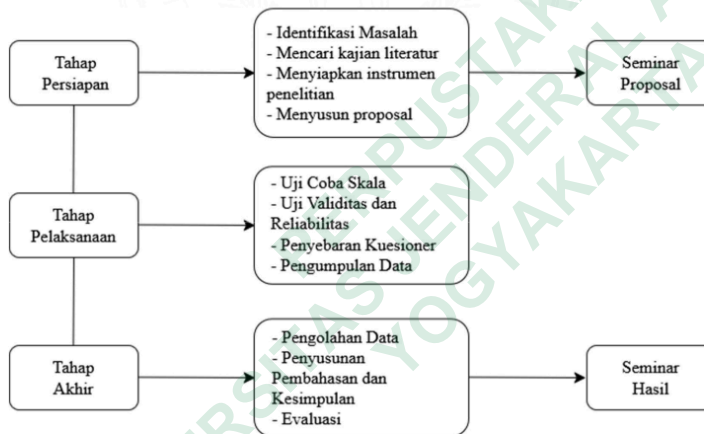 Tahap
Persiapan
- Identifikasi Masalah
- Mencari kajian literatur
- Menyiapkan instrumen
penelitian
- Menyusun proposal
Seminar
Proposal
Tahap
Pelaksanaan
- Uji Coba Skala
- Uji Validitas dan
Reliabilitas
- Penyebaran Kuesioner
- Pengumpulan Data
Tahap
Akhir
- Pengolahan Data
- Penyusunan
Pembahasan dan
Kesimpulan
- Evaluasi
Seminar
Hasil
JENDERAL
YOGYAKARTA